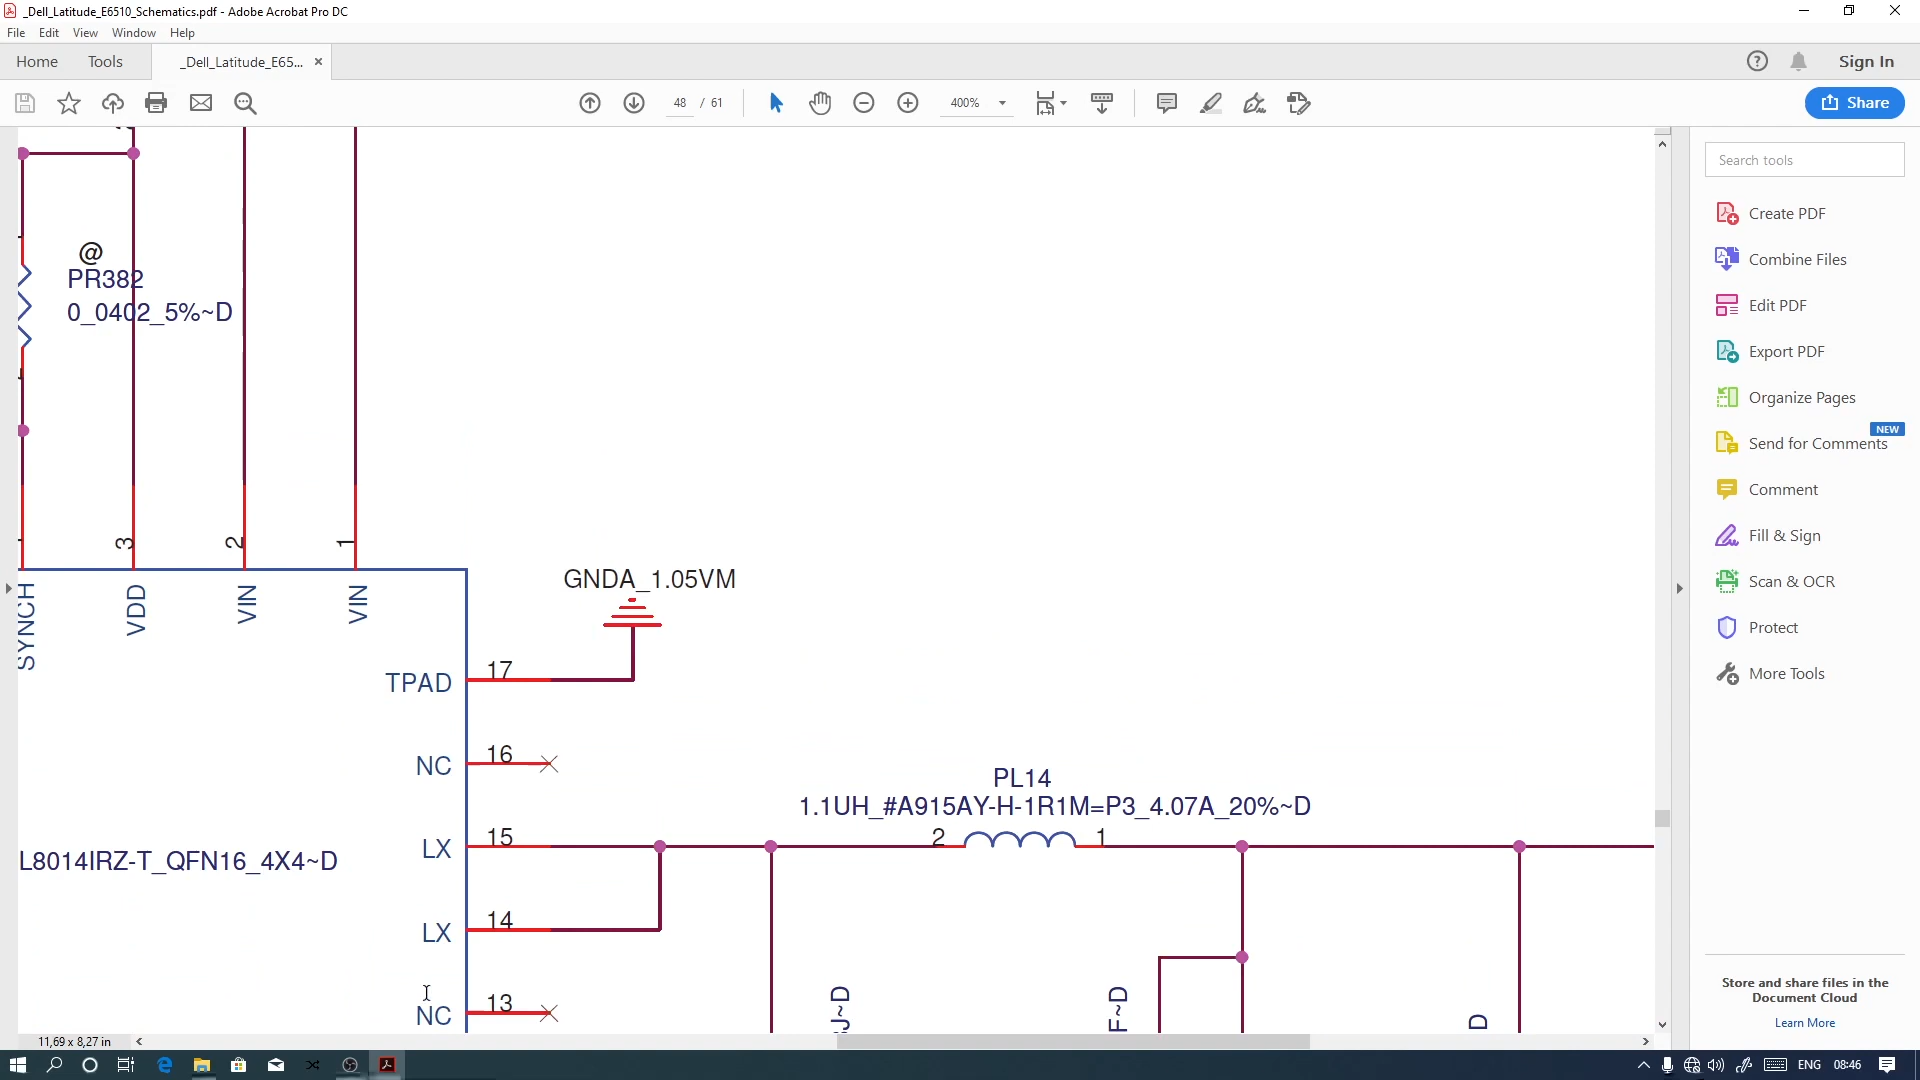 _Dell_Latitude_E6510_Schematics.pdf - Adobe Acrobat Pro DC
File Edit View Window Help
Home Tools _Dell_Latitude_E65... ×
Sign In
48 / 61
400%
Share
@
PR382
0_0402_5%~D
3
2
1
SYNCH
VDD
VIN
VIN
GNDA_1.05VM
TPAD 17
NC 16
PL14
1.1UH_#A915AY-H-1R1M=P3_4.07A_20%~D
LX 15
2
1
L8014IRZ-T_QFN16_4X4~D
LX 14
NC 13
J~D
F~D
D
Search tools
Create PDF
Combine Files
Edit PDF
Export PDF
Organize Pages
NEW
Send for Comments
Comment
Fill & Sign
Scan & OCR
Protect
More Tools
Store and share files in the
Document Cloud
Learn More
11,69 x 8,27 in
ENG 08:46